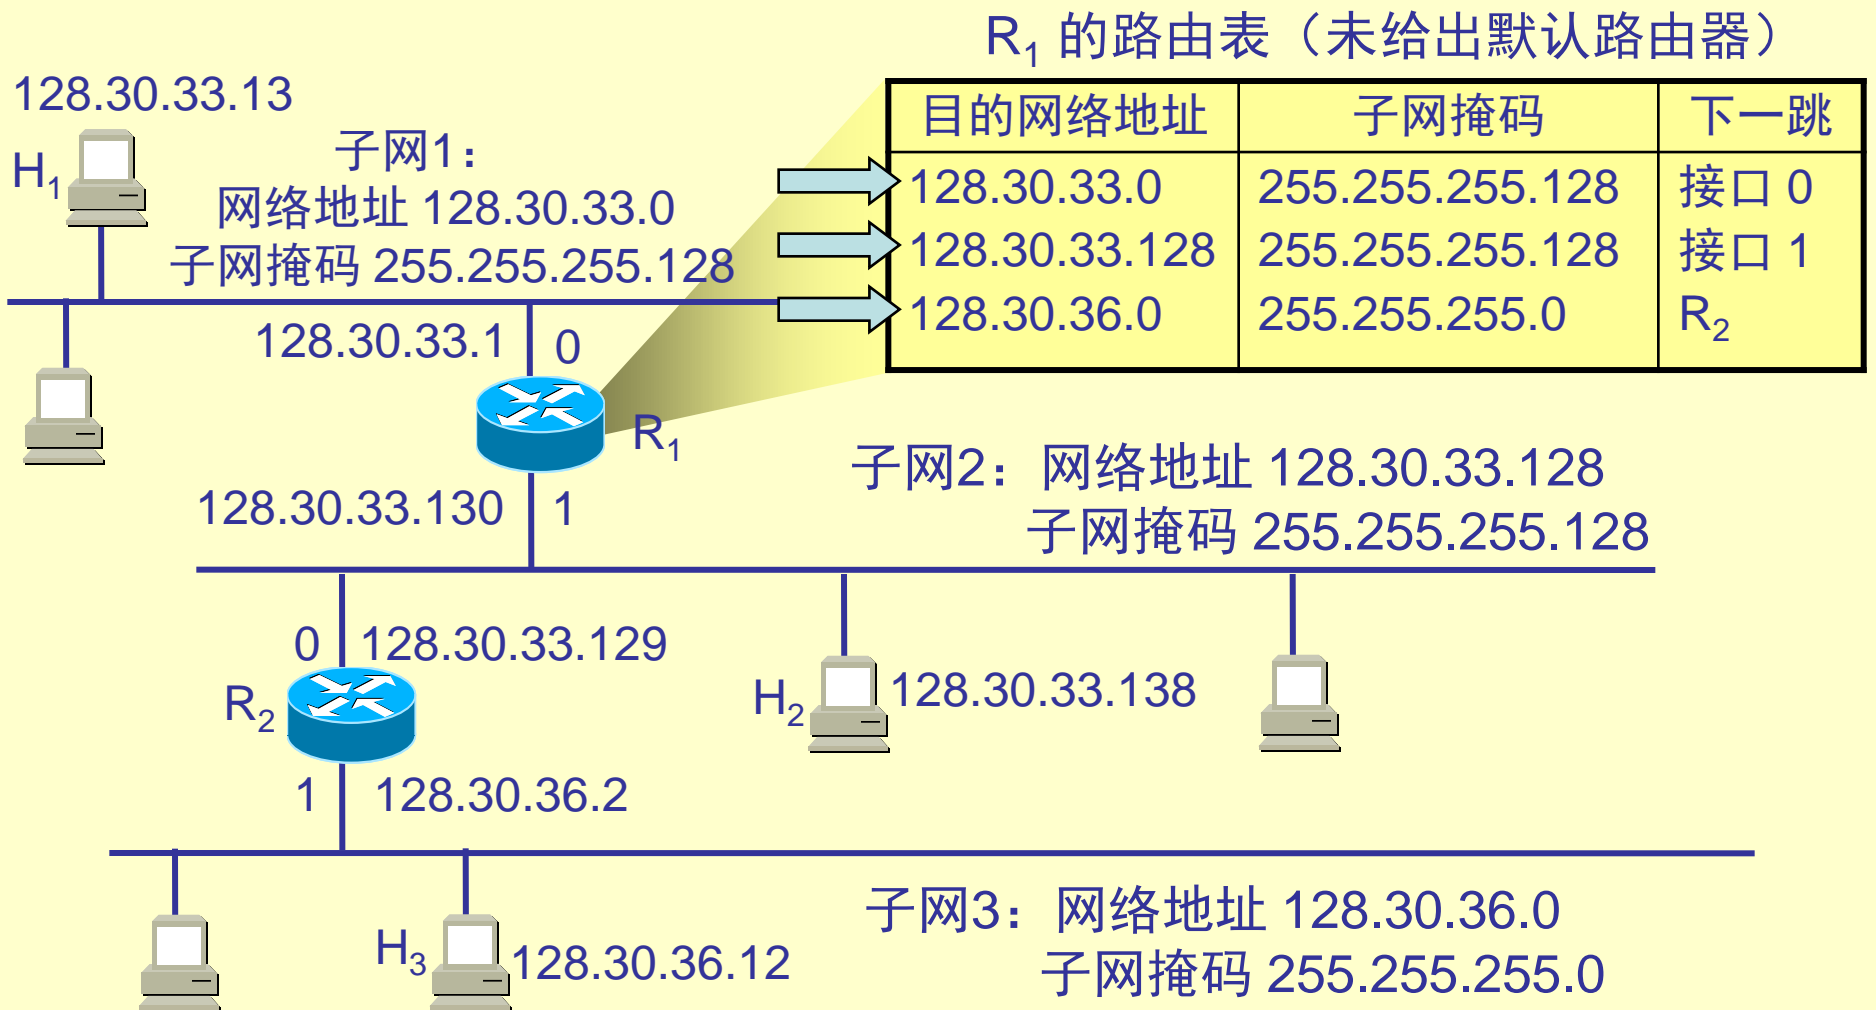 R₁ 的路由表（未给出默认路由器）
目的网络地址 子网掩码 下一跳
128.30.33.0 255.255.255.128 接口 0
128.30.33.128 255.255.255.128 接口 1
128.30.36.0 255.255.255.0 R₂
128.30.33.13
H₁
子网1：
网络地址 128.30.33.0
子网掩码 255.255.255.128
128.30.33.1 0
R₁
128.30.33.130 1
子网2：网络地址 128.30.33.128
子网掩码 255.255.255.128
0 128.30.33.129
R₂
H₂ 128.30.33.138
1 128.30.36.2
子网3：网络地址 128.30.36.0
子网掩码 255.255.255.0
H₃ 128.30.36.12